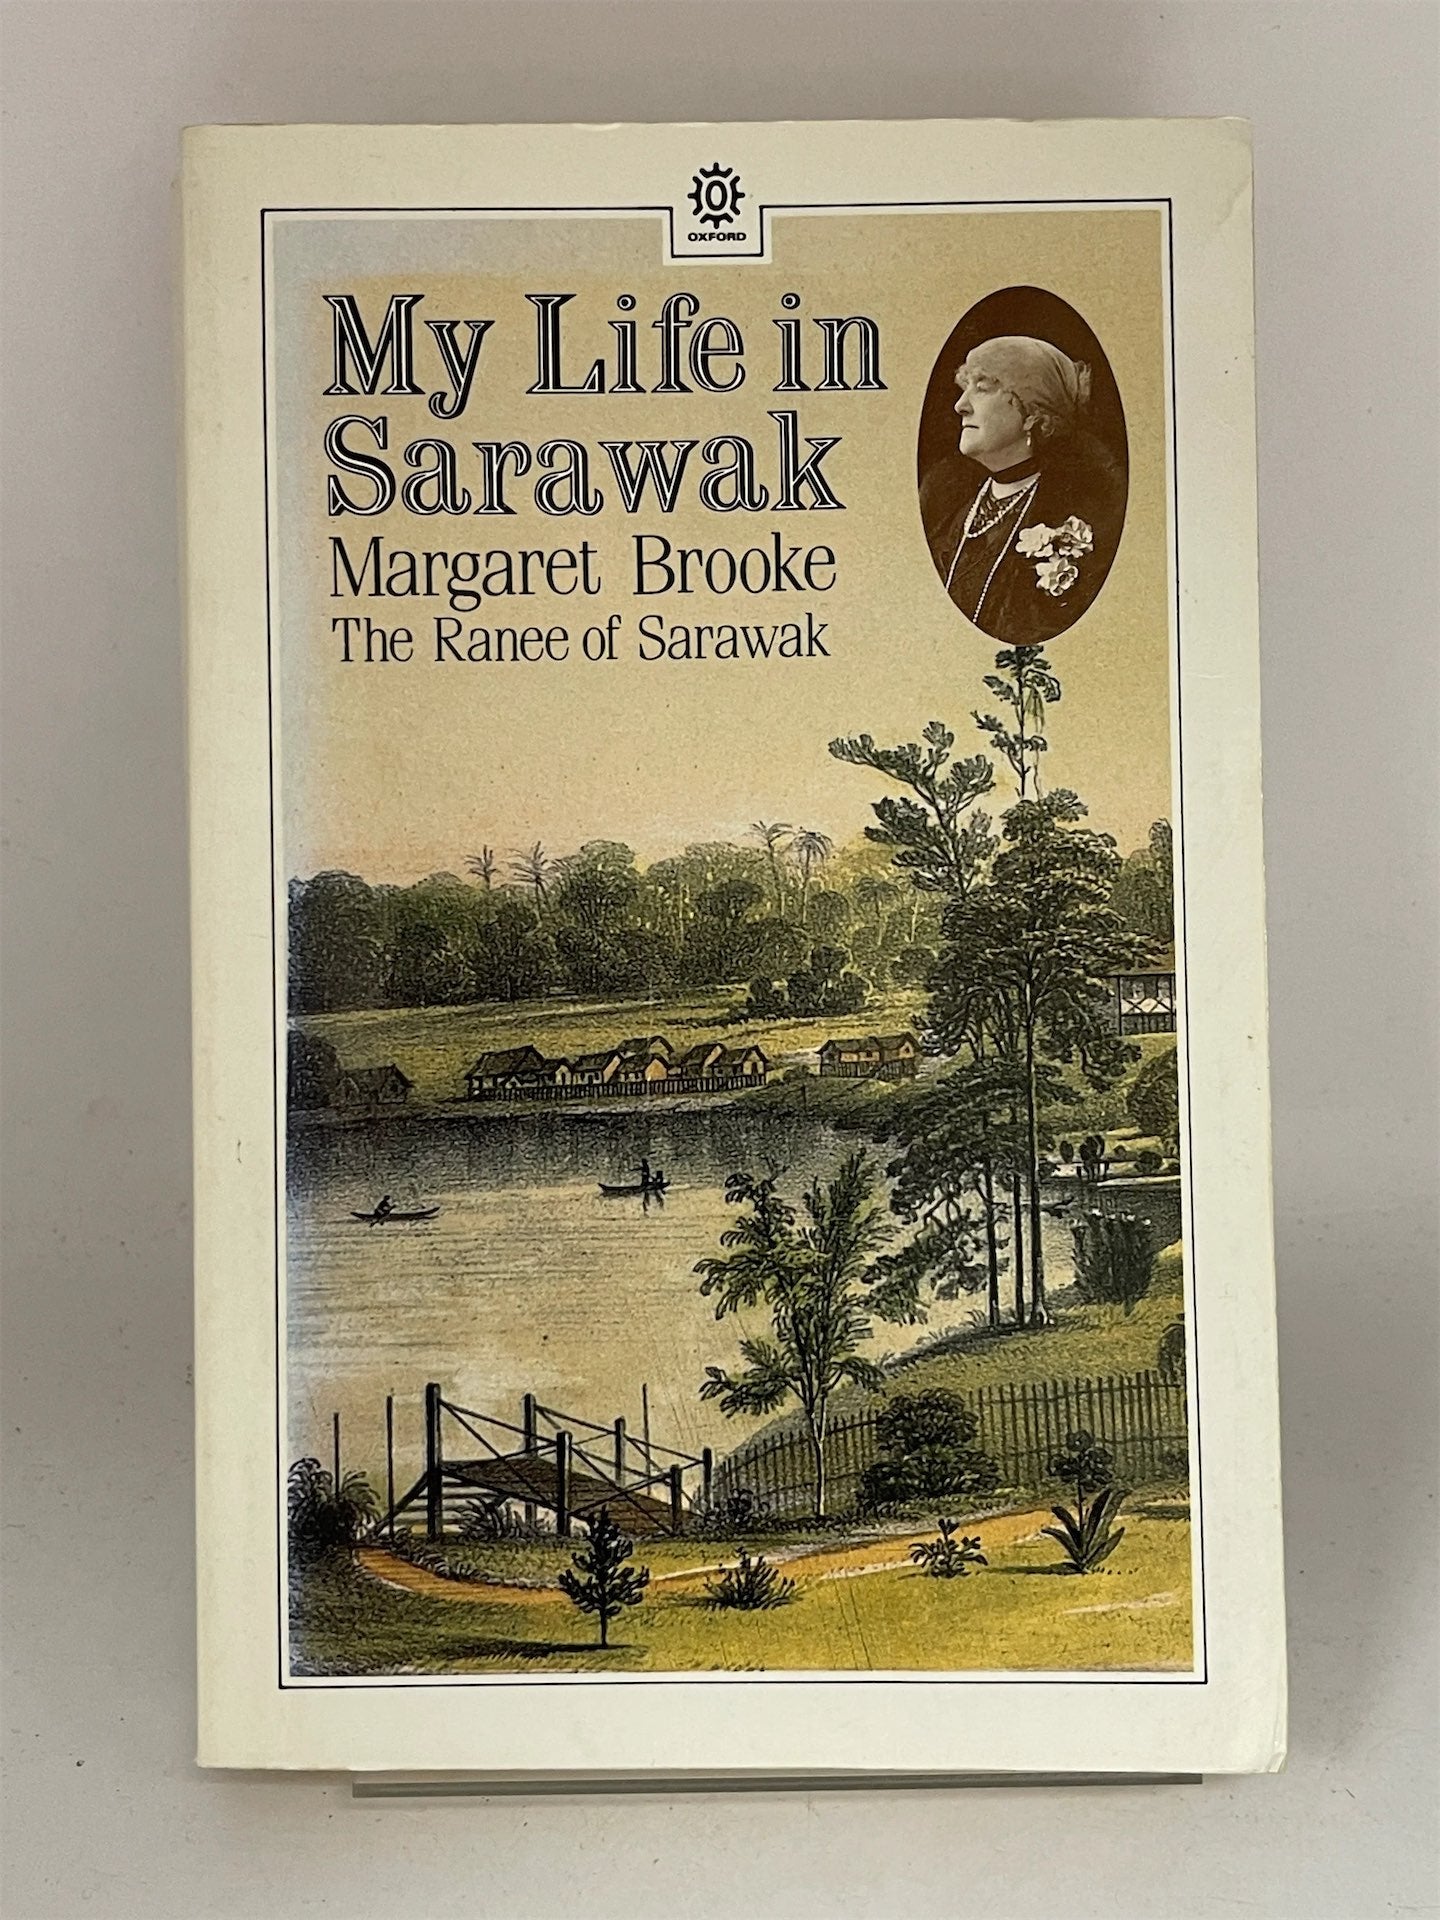 O
OXFORD
My Life in
Sarawak
Margaret Brooke
The Ranee of Sarawak